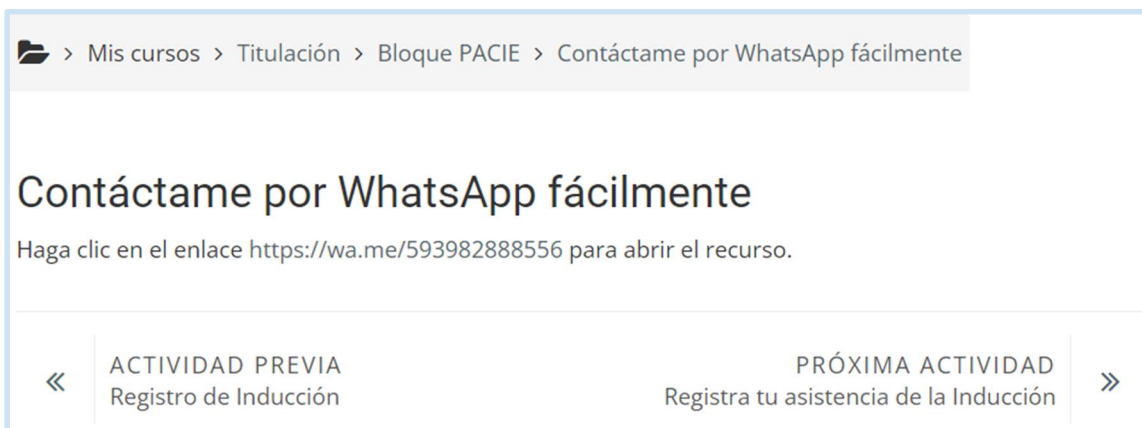 > Mis cursos > Titulación > Bloque PACIE > Contáctame por WhatsApp fácilmente
Contáctame por WhatsApp fácilmente
Haga clic en el enlace https://wa.me/593982888556 para abrir el recurso.
« ACTIVIDAD PREVIA
Registro de Inducción
PRÓXIMA ACTIVIDAD »
Registra tu asistencia de la Inducción